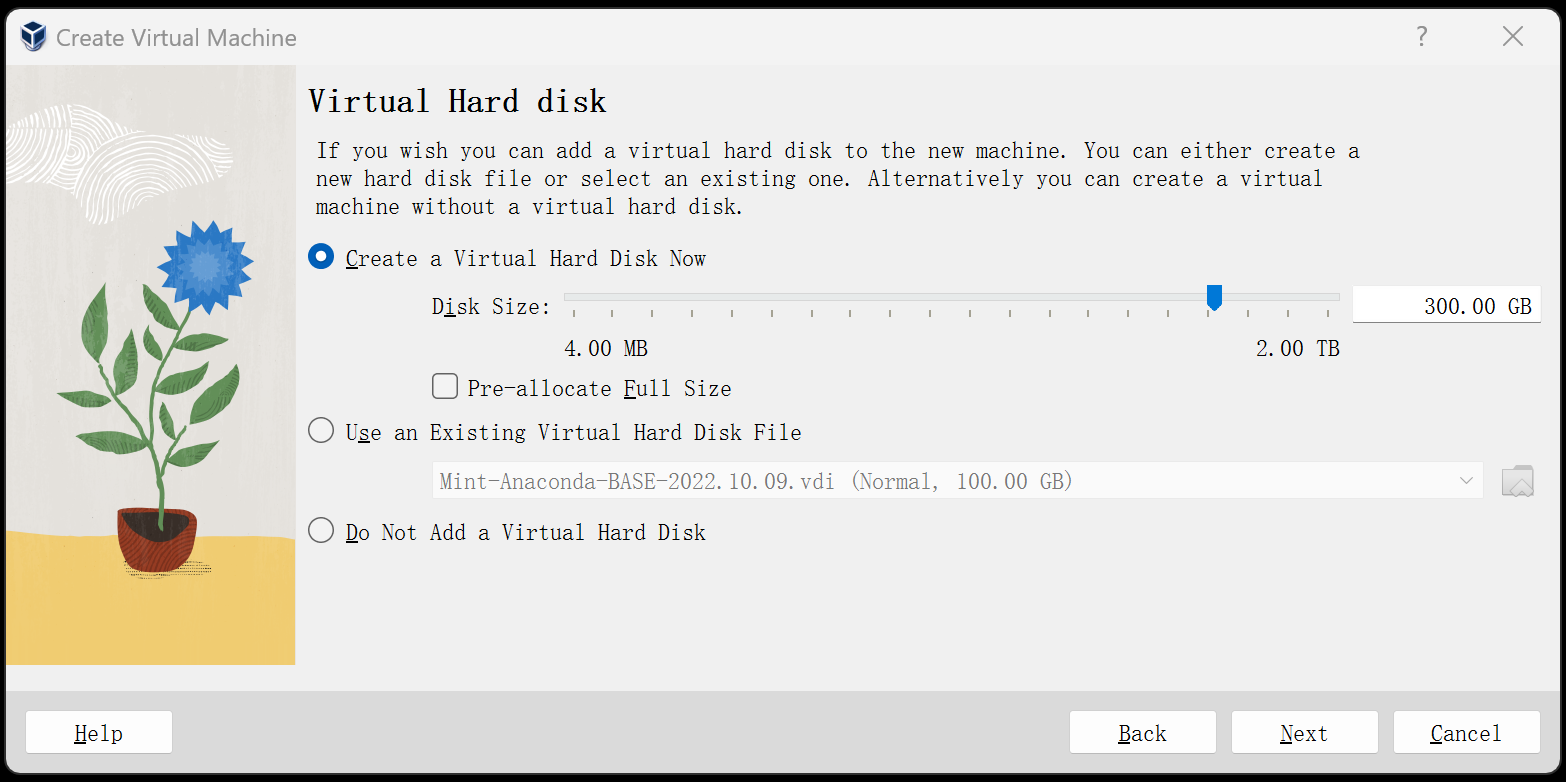 Create Virtual Machine
?
Virtual Hard disk
If you wish you can add a virtual hard disk to the new machine. You can either create a
new hard disk file or select an existing one. Alternatively you can create a virtual
machine without a virtual hard disk.
Create a Virtual Hard Disk Now
Disk Size:
300.00 GB
4.00 MB
2.00 TB
Pre-allocate Full Size
Use an Existing Virtual Hard Disk File
Mint-Anaconda-BASE-2022.10.09.vdi (Normal, 100.00 GB)
Do Not Add a Virtual Hard Disk
Help
Back
Next
Cancel